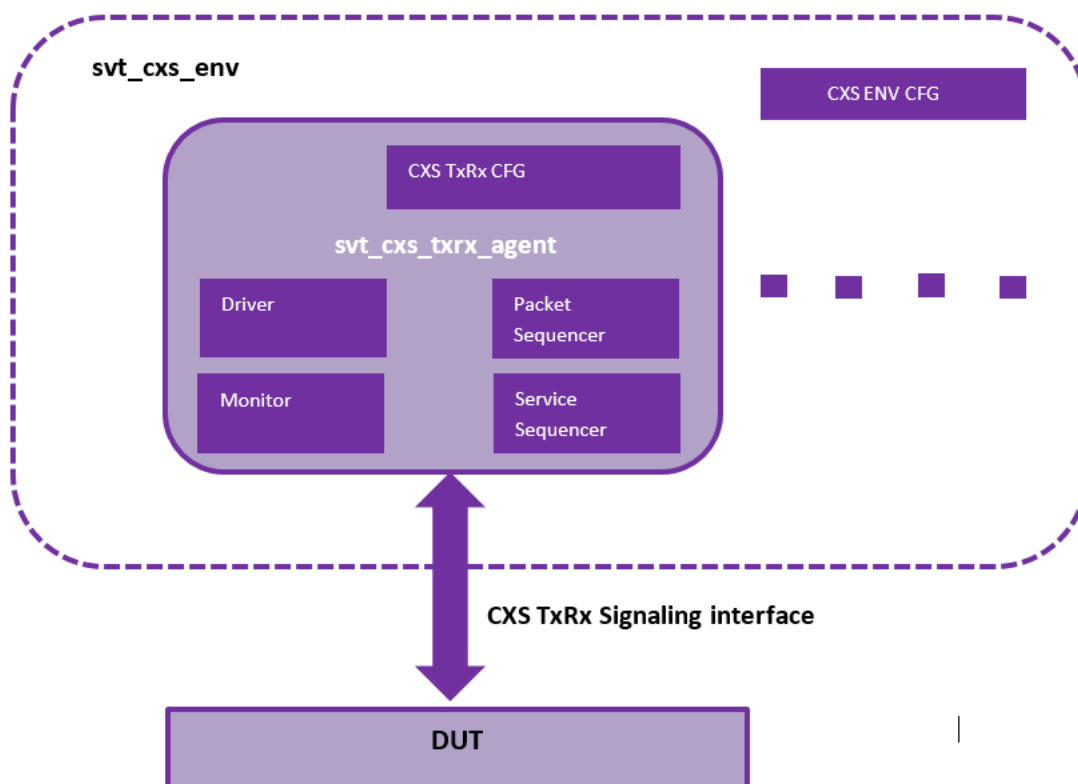 svt_cxs_env
CXS ENV CFG
CXS TxRx CFG
svt_cxs_txrx_agent
Driver
Packet
Sequencer
Monitor
Service
Sequencer
CXS TxRx Signaling interface
DUT